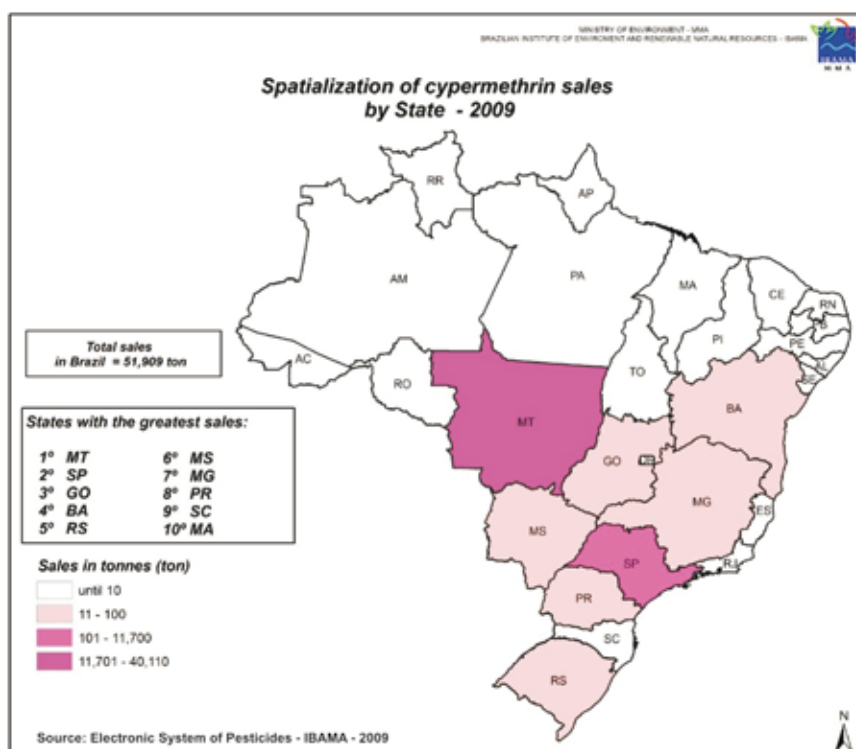 MINISTRY OF ENVIRONMENT - MMA
BRAZILIAN INSTITUTE OF ENVIROMENT AND RENEWABLE NATURAL RESOURCES - IBAMA
IBAMA
M M A
Spatialization of cypermethrin sales
by State - 2009
RR
AP
AM
PA
MA
CE
RN
PI
PE
AL
SE
AC
RO
TO
BA
MT
GO
MG
ES
MS
SP
RJ
PR
SC
RS
Total sales
in Brazil = 51,909 ton
States with the greatest sales:
1º MT 6º MS
2º SP 7º MG
3º GO 8º PR
4º BA 9º SC
5º RS 10º MA
Sales in tonnes (ton)
until 10
11 - 100
101 - 11,700
11,701 - 40,110
Source: Electronic System of Pesticides - IBAMA - 2009
N